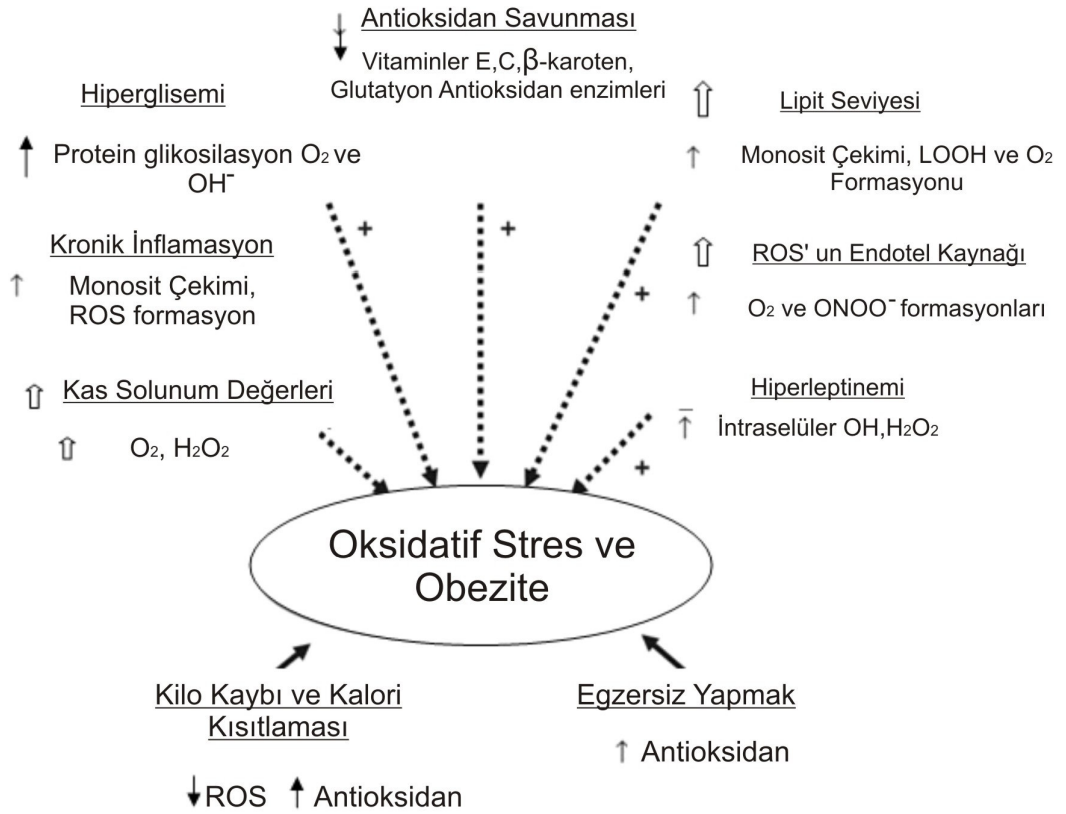 ↓ Antioksidan Savunması
↓ Vitaminler E,C,β-karoten,
Glutatyon Antioksidan enzimleri
Hiperglisemi
↑ Protein glikosilasyon O₂ ve
OH⁻
Kronik İnflamasyon
↑ Monosit Çekimi,
ROS formasyon
⇧ Kas Solunum Değerleri
⇧ O₂, H₂O₂
⇧ Lipit Seviyesi
↑ Monosit Çekimi, LOOH ve O₂
Formasyonu
⇧ ROS' un Endotel Kaynağı
↑ O₂ ve ONOO⁻ formasyonları
Hiperleptinemi
↑ İntraselüler OH,H₂O₂
+
+
+
+
Oksidatif Stres ve
Obezite
Kilo Kaybı ve Kalori
Kısıtlaması
↓ROS ↑ Antioksidan
Egzersiz Yapmak
↑ Antioksidan